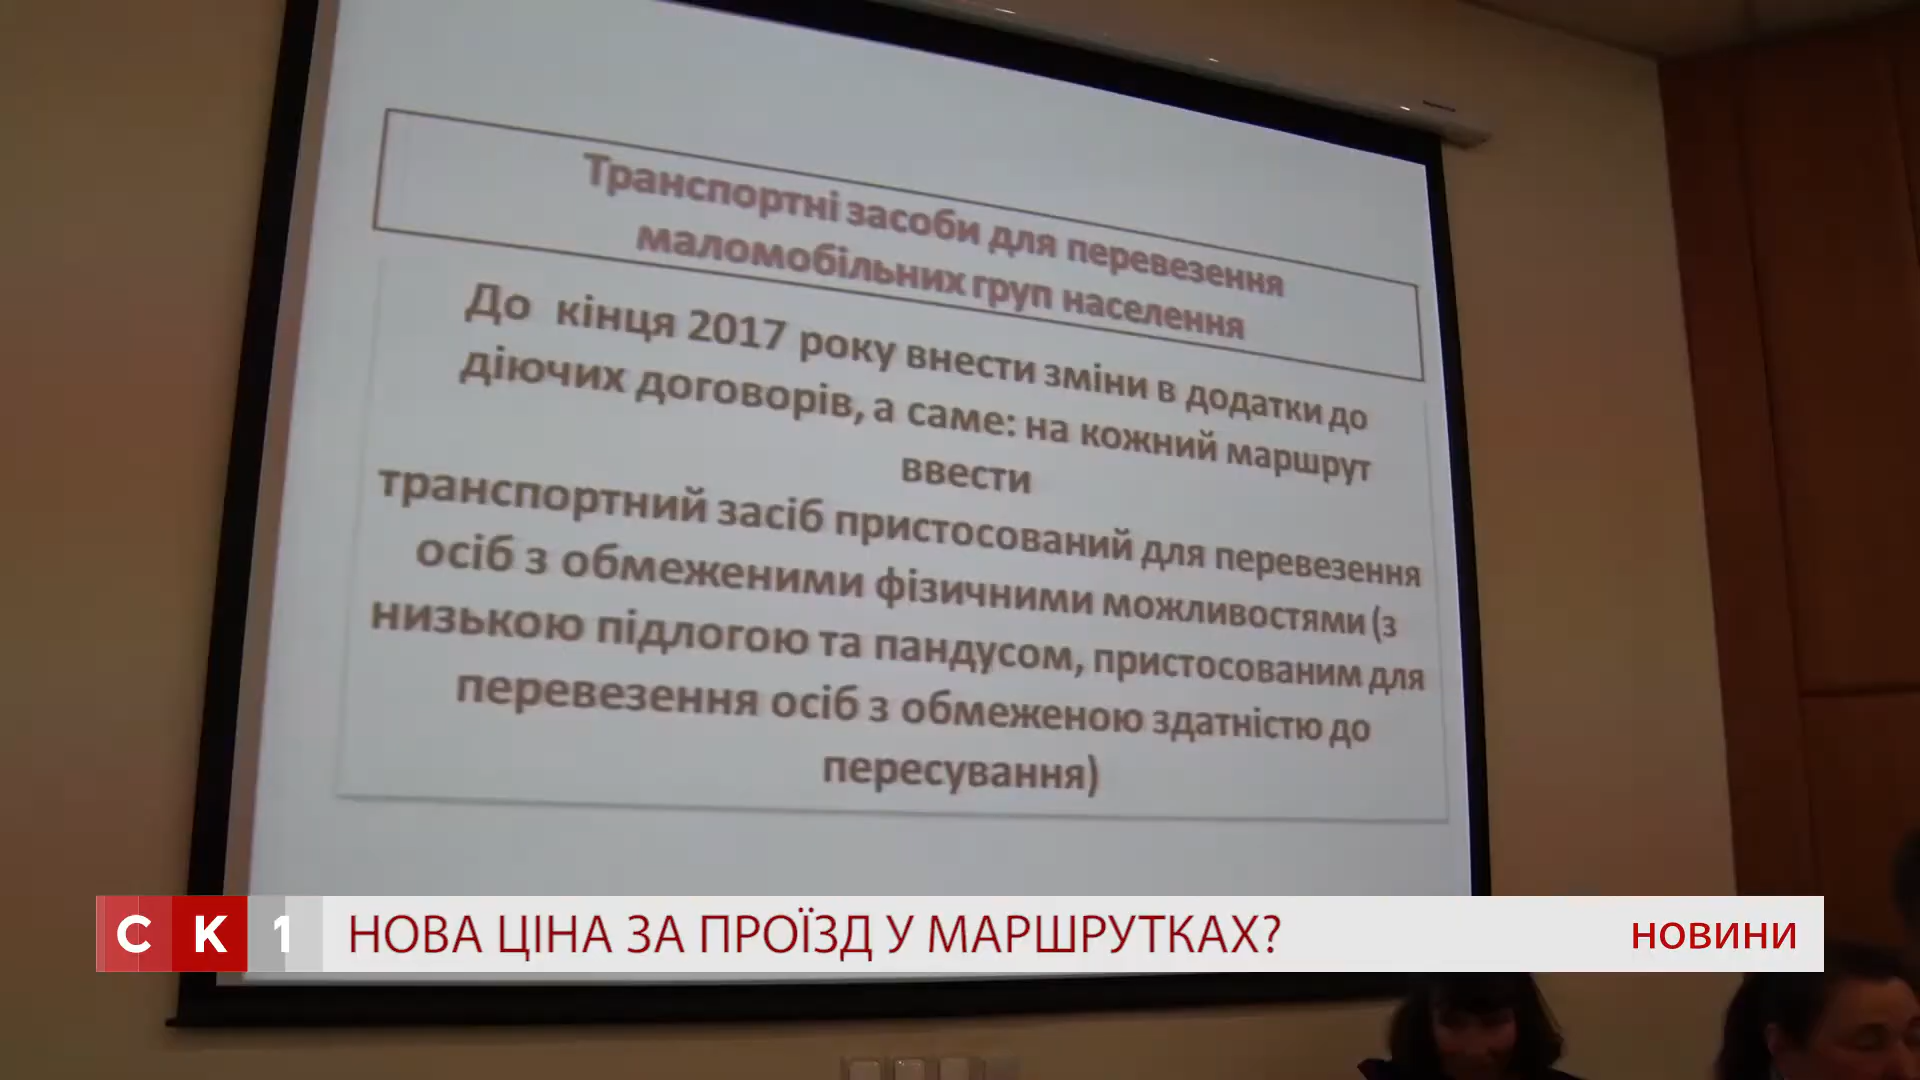 Транспортні засоби для перевезення
маломобільних груп населення
До кінця 2017 року внести зміни в додатки до
діючих договорів, а саме: на кожний маршрут
ввести
транспортний засіб пристосований для перевезення
осіб з обмеженими фізичними можливостями (з
низькою підлогою та пандусом, пристосованим для
перевезення осіб з обмеженою здатністю до
пересування)
СК1 НОВА ЦІНА ЗА ПРОЇЗД У МАРШРУТКАХ? НОВИНИ